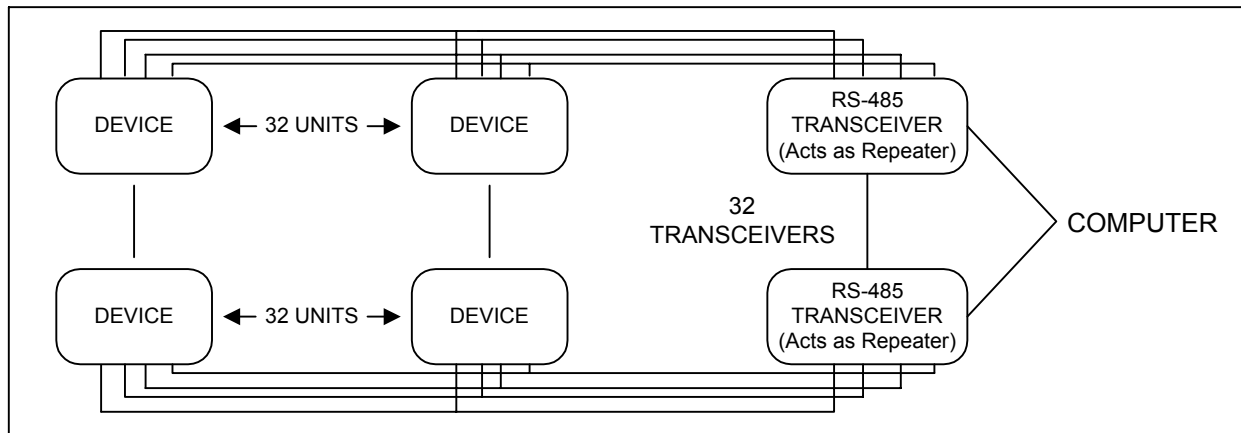 DEVICE
32 UNITS
DEVICE
RS-485
TRANSCEIVER
(Acts as Repeater)
32
TRANSCEIVERS
COMPUTER
DEVICE
32 UNITS
DEVICE
RS-485
TRANSCEIVER
(Acts as Repeater)